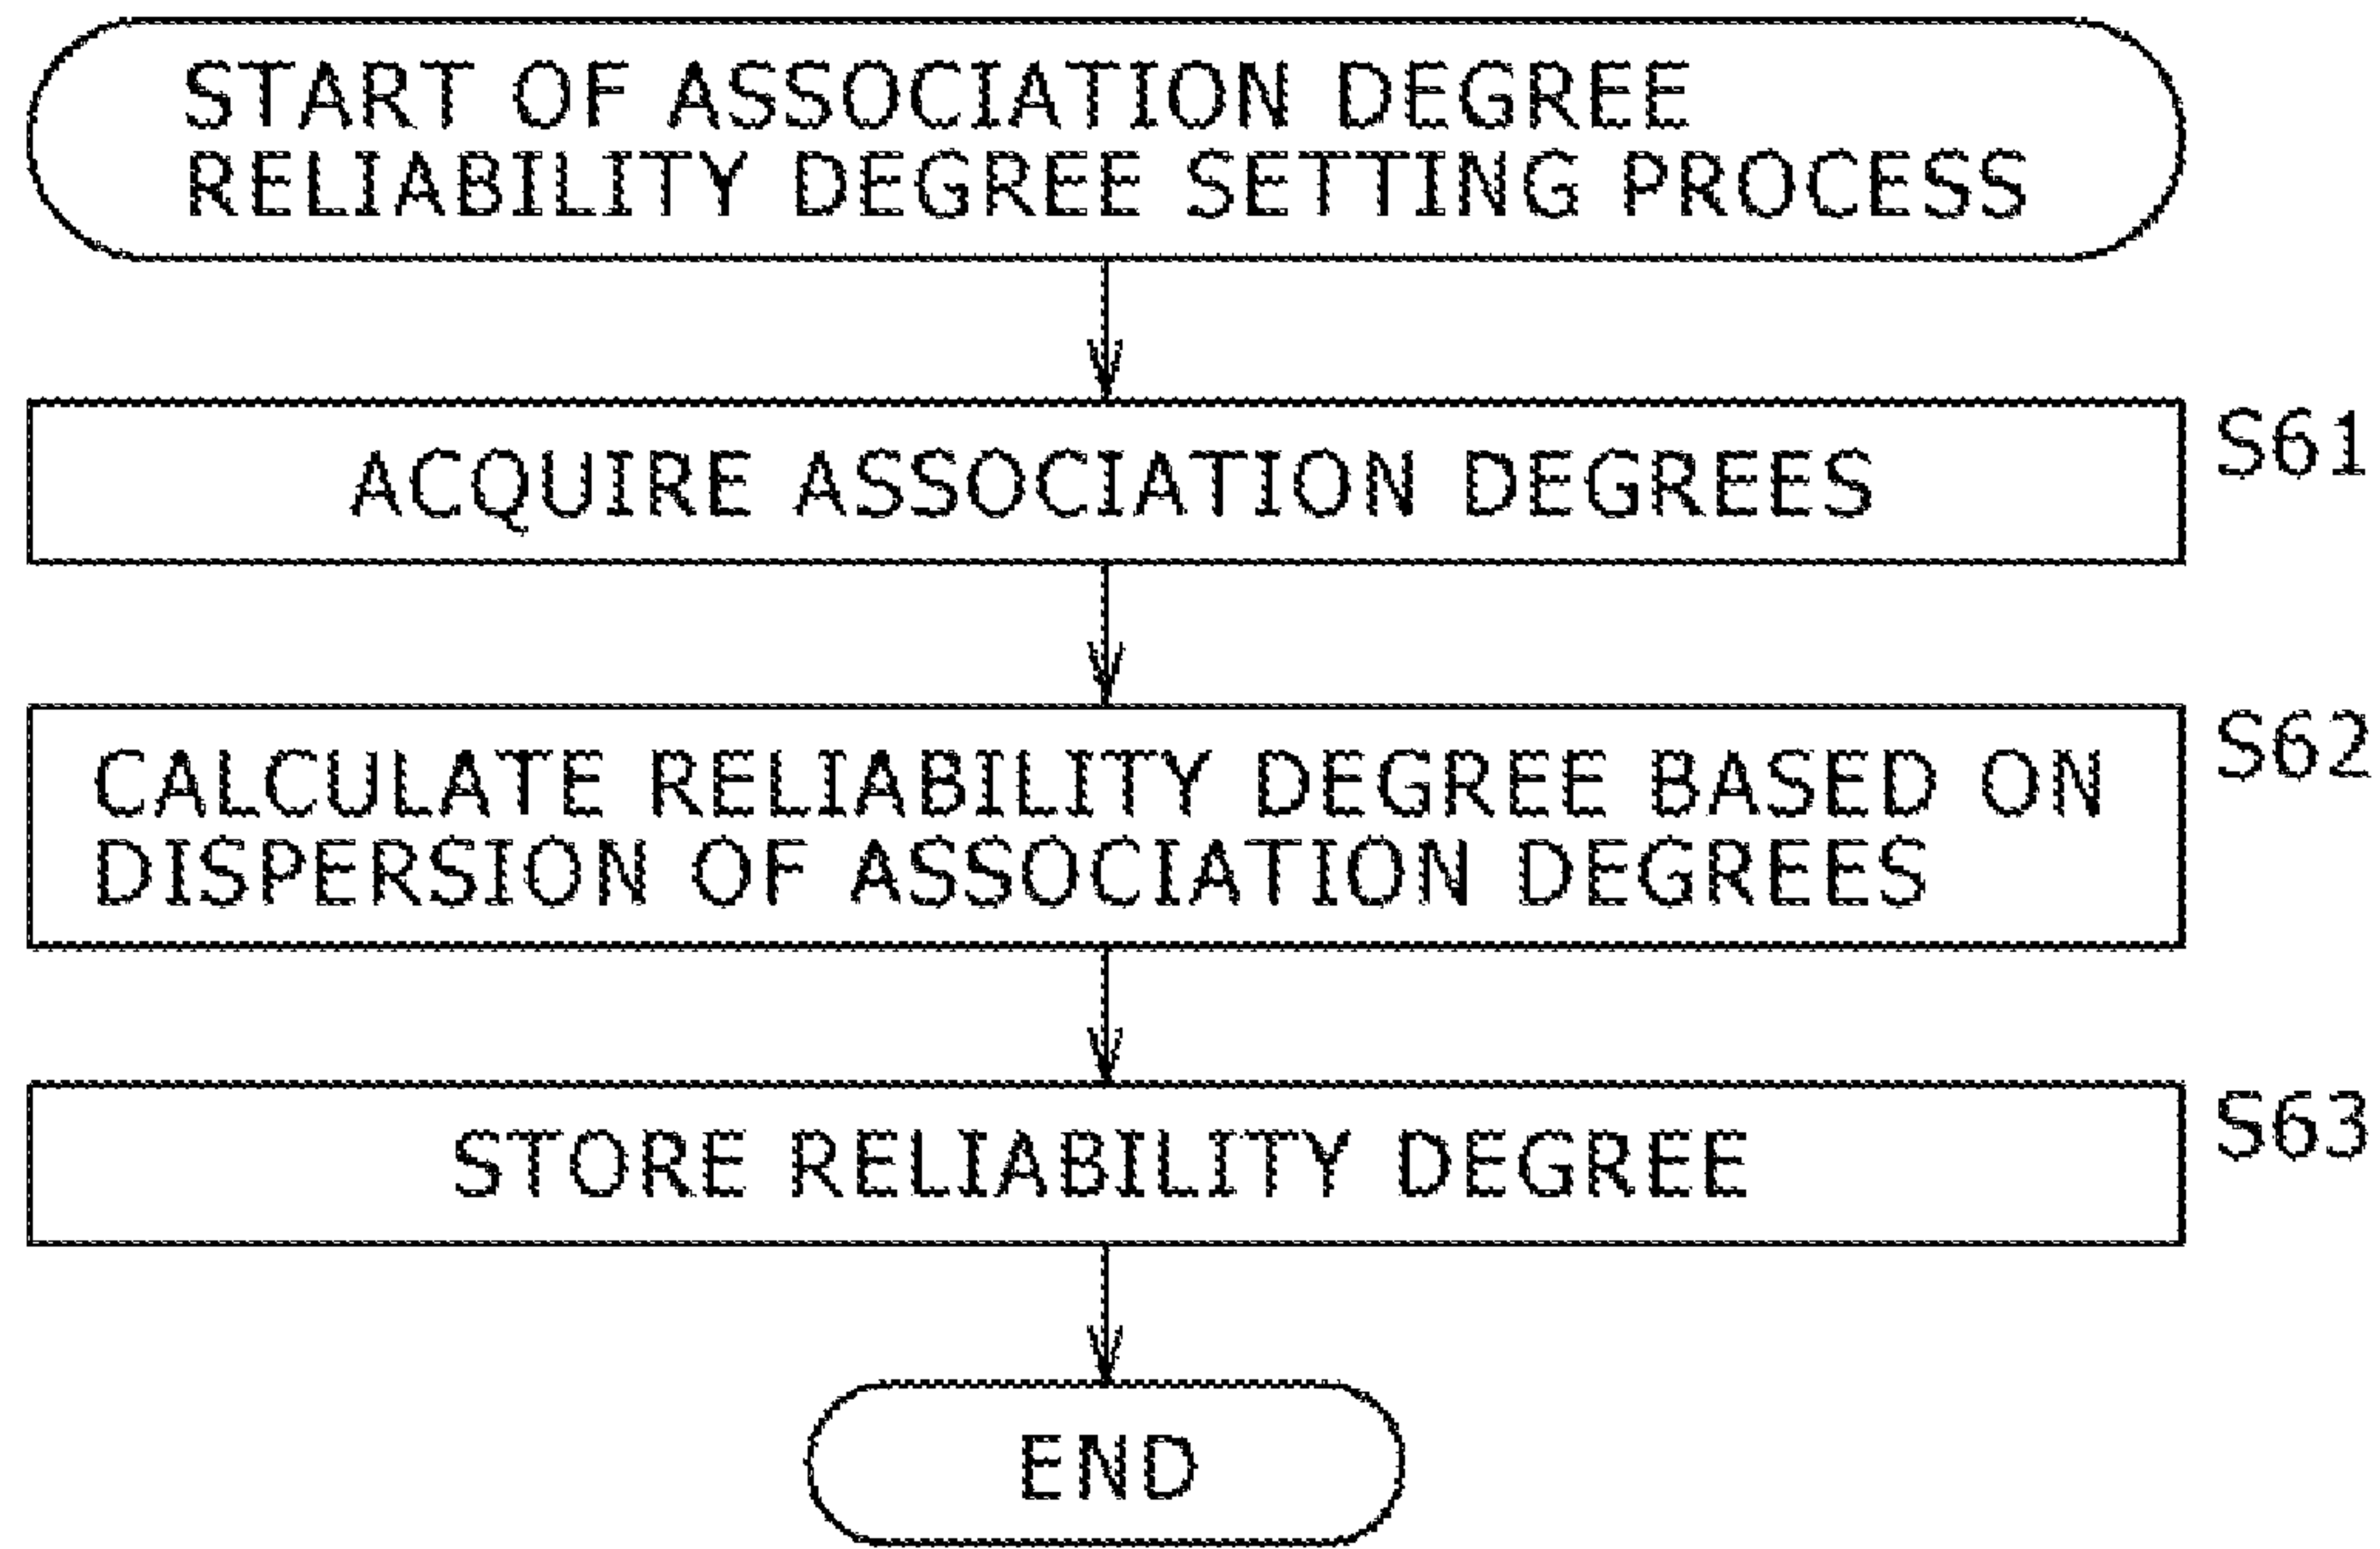 START OF ASSOCIATION DEGREE
RELIABILITY DEGREE SETTING PROCESS
ACQUIRE ASSOCIATION DEGREES
S61
CALCULATE RELIABILITY DEGREE BASED ON
DISPERSION OF ASSOCIATION DEGREES
S62
STORE RELIABILITY DEGREE
S63
END